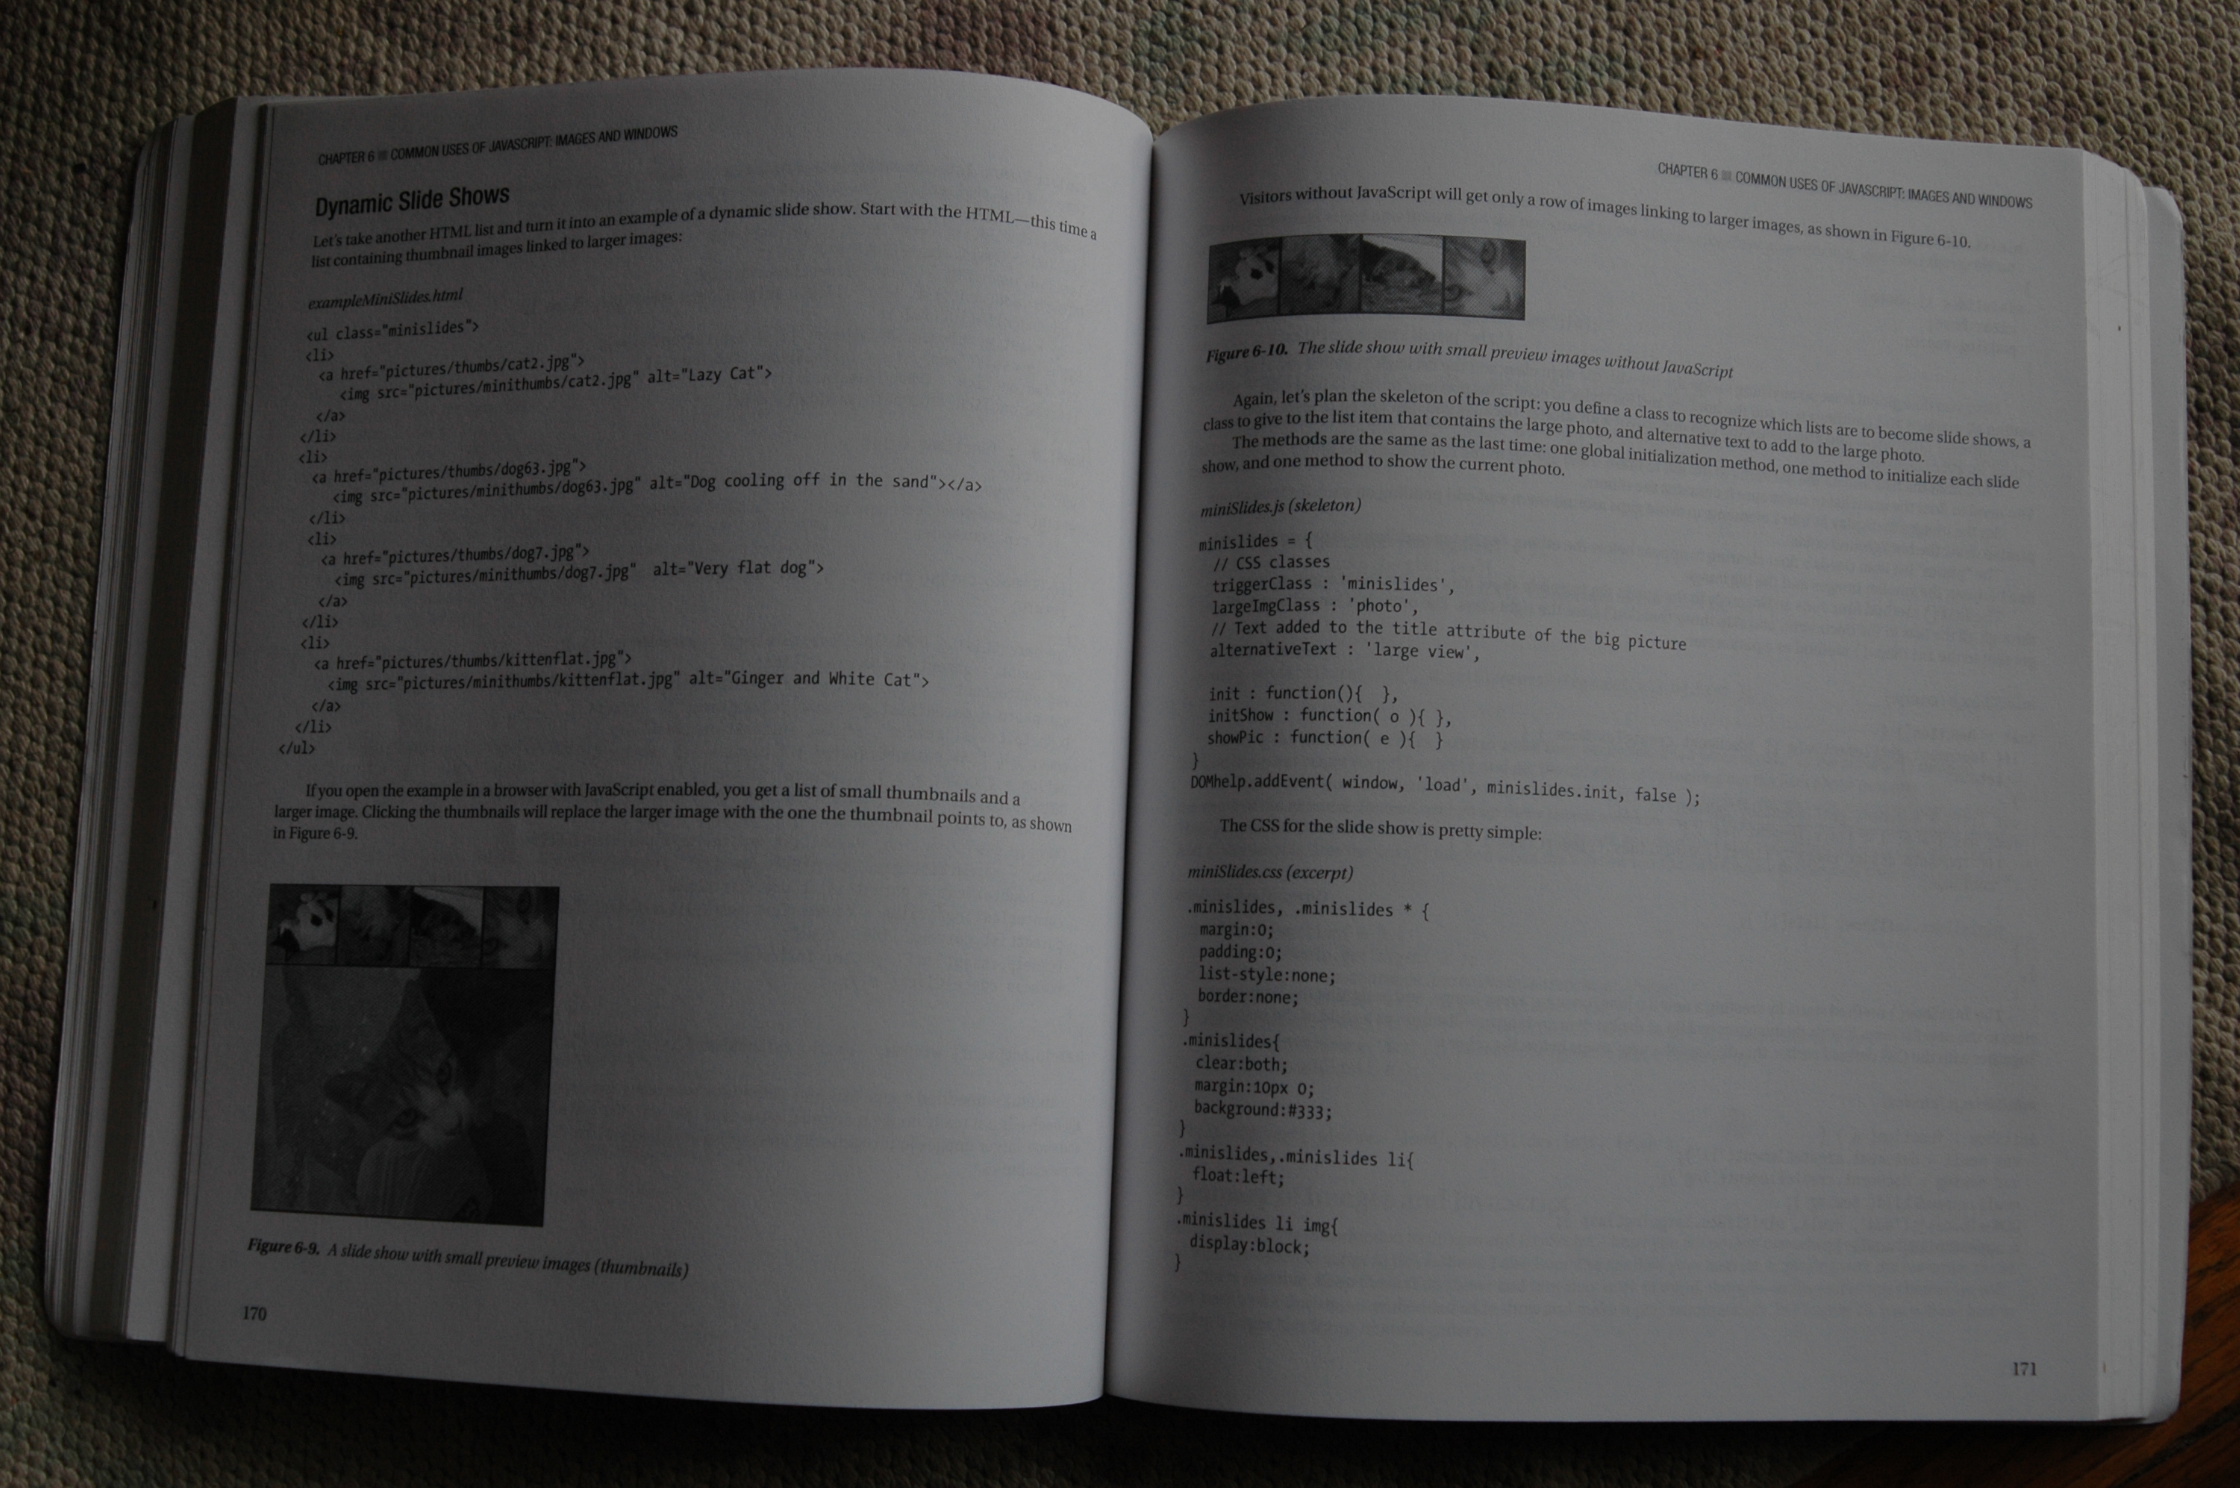 CHAPTER 6 ■ COMMON USES OF JAVASCRIPT: IMAGES AND WINDOWS
Dynamic Slide Shows
Let's take another HTML list and turn it into an example of a dynamic slide show. Start with the HTML—this time a
list containing thumbnail images linked to larger images:
exampleMiniSlides.html
<ul class="minislides">
<li>
<a href="pictures/thumbs/cat2.jpg">
<img src="pictures/minithumbs/cat2.jpg" alt="Lazy Cat">
</a>
</li>
<li>
<a href="pictures/thumbs/dog63.jpg">
<img src="pictures/minithumbs/dog63.jpg" alt="Dog cooling off in the sand"></a>
</li>
<li>
<a href="pictures/thumbs/dog7.jpg">
<img src="pictures/minithumbs/dog7.jpg"  alt="Very flat dog">
</a>
</li>
<li>
<a href="pictures/thumbs/kittenflat.jpg">
<img src="pictures/minithumbs/kittenflat.jpg" alt="Ginger and White Cat">
</a>
</li>
</ul>
If you open the example in a browser with JavaScript enabled, you get a list of small thumbnails and a
larger image. Clicking the thumbnails will replace the larger image with the one the thumbnail points to, as shown
in Figure 6-9.
Figure 6-9. A slide show with small preview images (thumbnails)
170
CHAPTER 6 ■ COMMON USES OF JAVASCRIPT: IMAGES AND WINDOWS
Visitors without JavaScript will get only a row of images linking to larger images, as shown in Figure 6-10.
Figure 6-10. The slide show with small preview images without JavaScript
Again, let's plan the skeleton of the script: you define a class to recognize which lists are to become slide shows, a
class to give to the list item that contains the large photo, and alternative text to add to the large photo.
The methods are the same as the last time: one global initialization method, one method to initialize each slide
show, and one method to show the current photo.
miniSlides.js (skeleton)
minislides = {
// CSS classes
triggerClass : 'minislides',
largeImgClass : 'photo',
// Text added to the title attribute of the big picture
alternativeText : 'large view',
init : function(){  },
initShow : function( o ){ },
showPic : function( e ){  }
}
DOMhelp.addEvent( window, 'load', minislides.init, false );
The CSS for the slide show is pretty simple:
miniSlides.css (excerpt)
.minislides, .minislides * {
margin:0;
padding:0;
list-style:none;
border:none;
}
.minislides{
clear:both;
margin:10px 0;
background:#333;
}
.minislides,.minislides li{
float:left;
}
.minislides li img{
display:block;
}
171